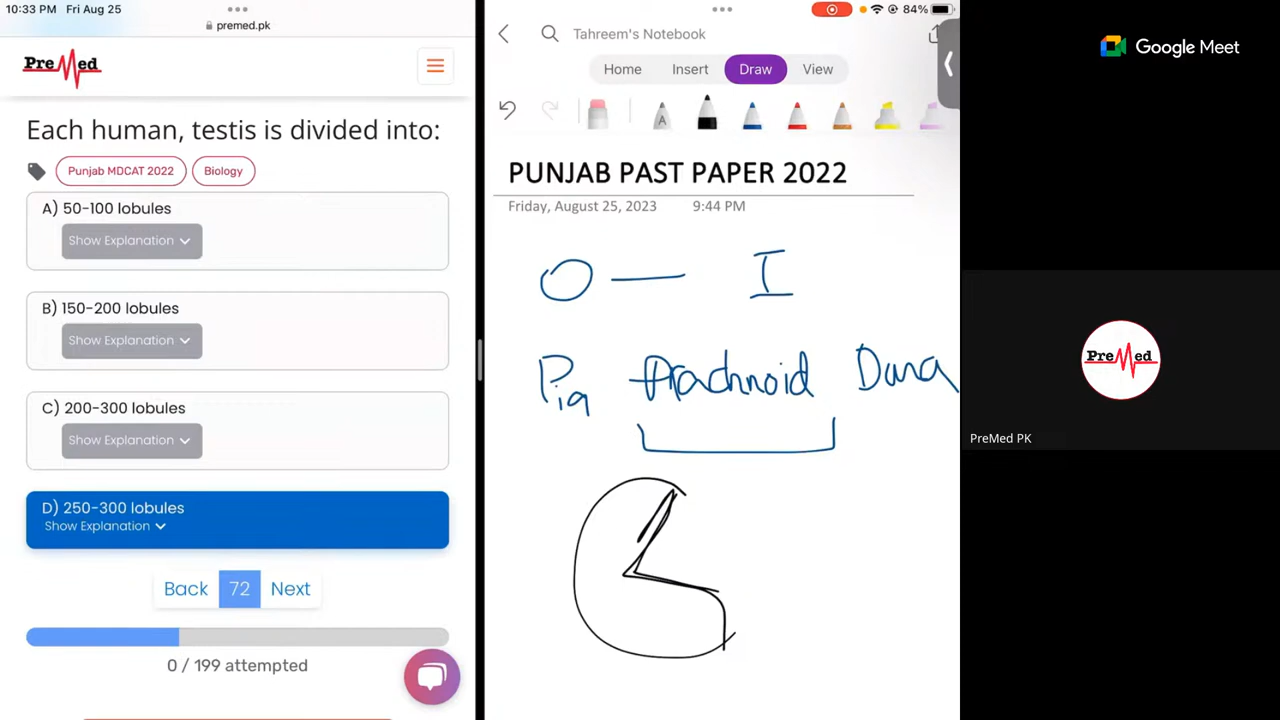 10:33 PM Fri Aug 25
premed.pk
PreMed
Each human, testis is divided into:
Punjab MDCAT 2022
Biology
A) 50-100 lobules
Show Explanation
B) 150-200 lobules
Show Explanation
C) 200-300 lobules
Show Explanation
D) 250-300 lobules
Show Explanation
Back 72 Next
0 / 199 attempted
84%
Tahreem's Notebook
Home Insert Draw View
A
PUNJAB PAST PAPER 2022
Friday, August 25, 2023 9:44 PM
O — I
Pia Arachnoid Dura
Google Meet
PreMed
PreMed PK